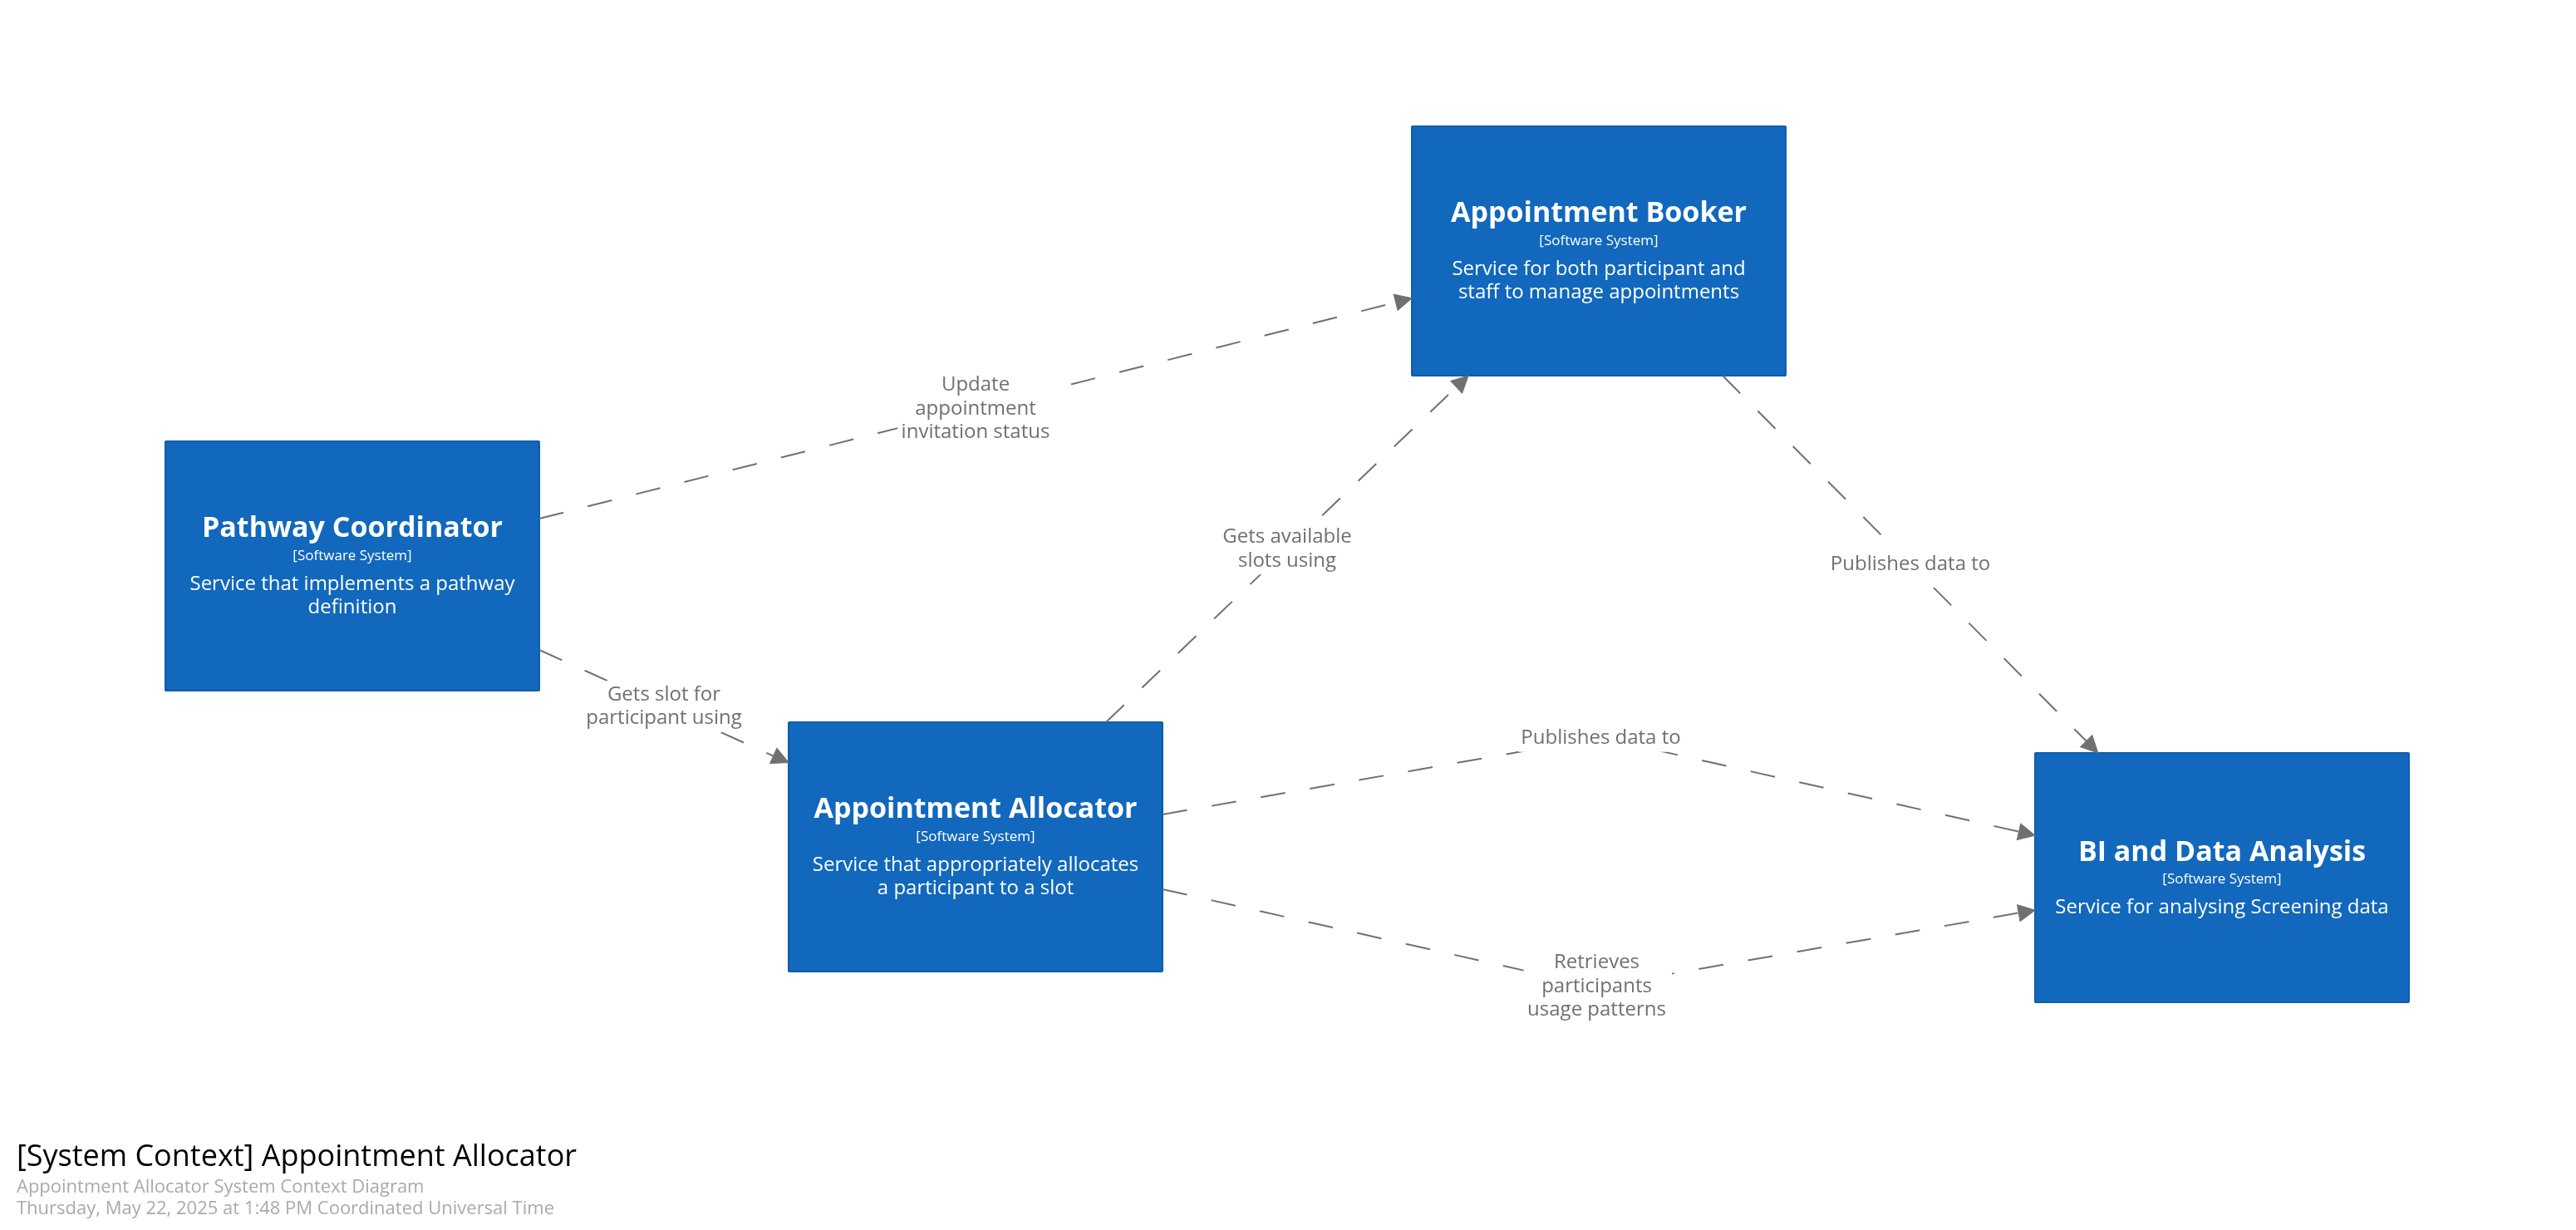 Appointment Booker
[Software System]
Service for both participant and
staff to manage appointments
Update
appointment
invitation status
Pathway Coordinator
[Software System]
Service that implements a pathway
definition
Gets available
slots using
Publishes data to
Gets slot for
participant using
Appointment Allocator
[Software System]
Service that appropriately allocates
a participant to a slot
Publishes data to
BI and Data Analysis
[Software System]
Service for analysing Screening data
Retrieves
participants
usage patterns
[System Context] Appointment Allocator
Appointment Allocator System Context Diagram
Thursday, May 22, 2025 at 1:48 PM Coordinated Universal Time